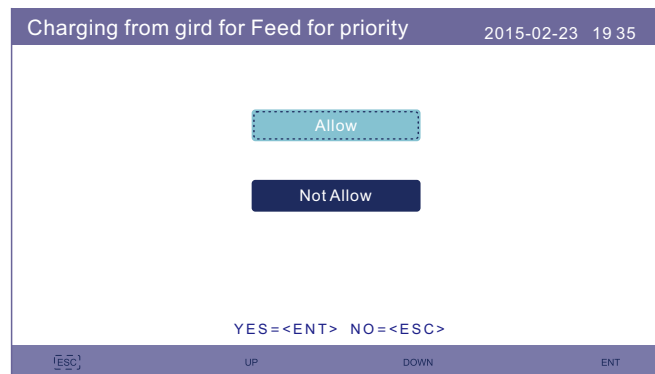 Charging from gird for Feed for priority 2015-02-23 19 35
Allow
Not Allow
YES=<ENT> NO=<ESC>
ESC UP DOWN ENT